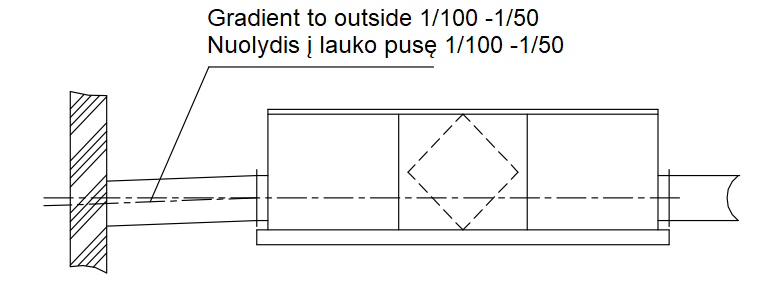 Gradient to outside 1/100 -1/50
Nuolydis į lauko pusę 1/100 -1/50